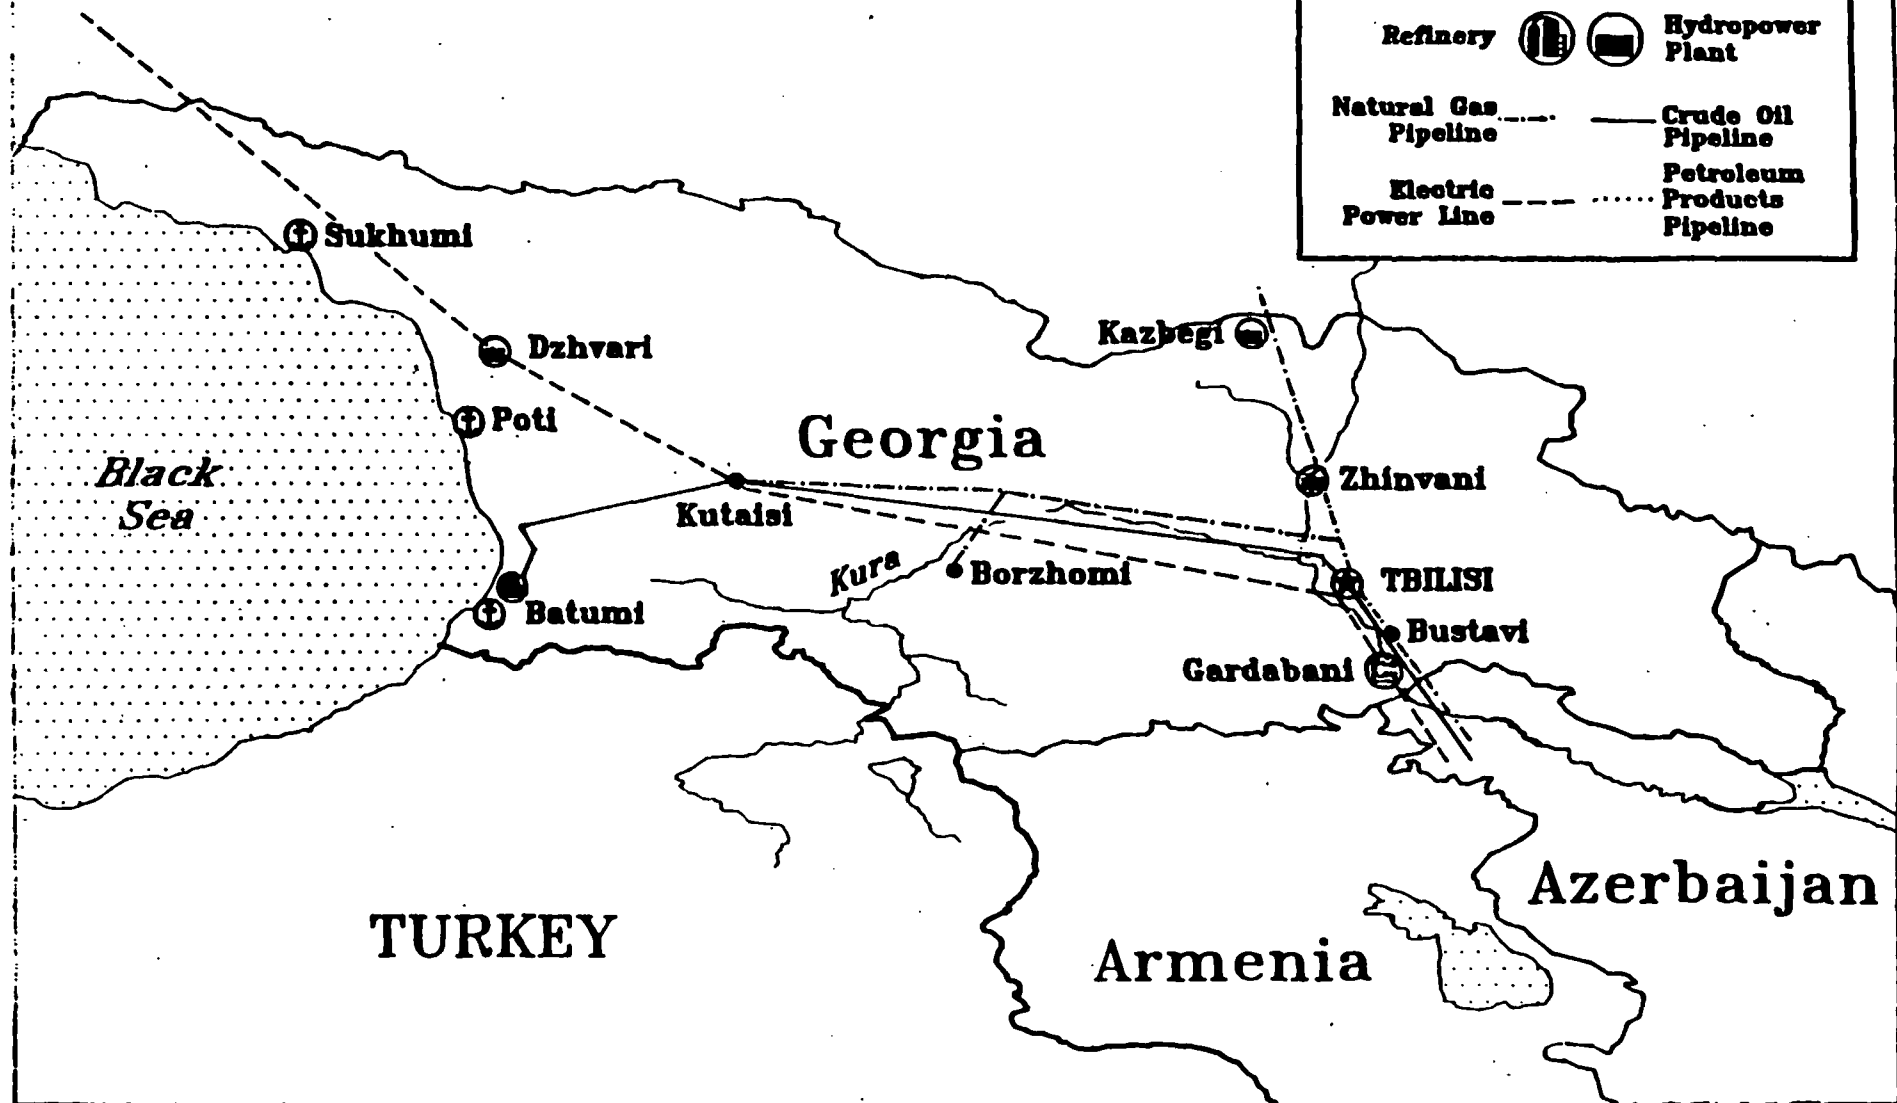 Refinery
Hydropower
Plant
Natural Gas
Pipeline
Crude Oil
Pipeline
Electric
Power Line
Petroleum
Products
Pipeline
Sukhumi
Dzhvari
Kazbegi
Poti
Georgia
Black
Sea
Zhinvani
Kutaisi
Kura
Borzhomi
TBILISI
Batumi
Bustavi
Gardabani
Azerbaijan
TURKEY
Armenia